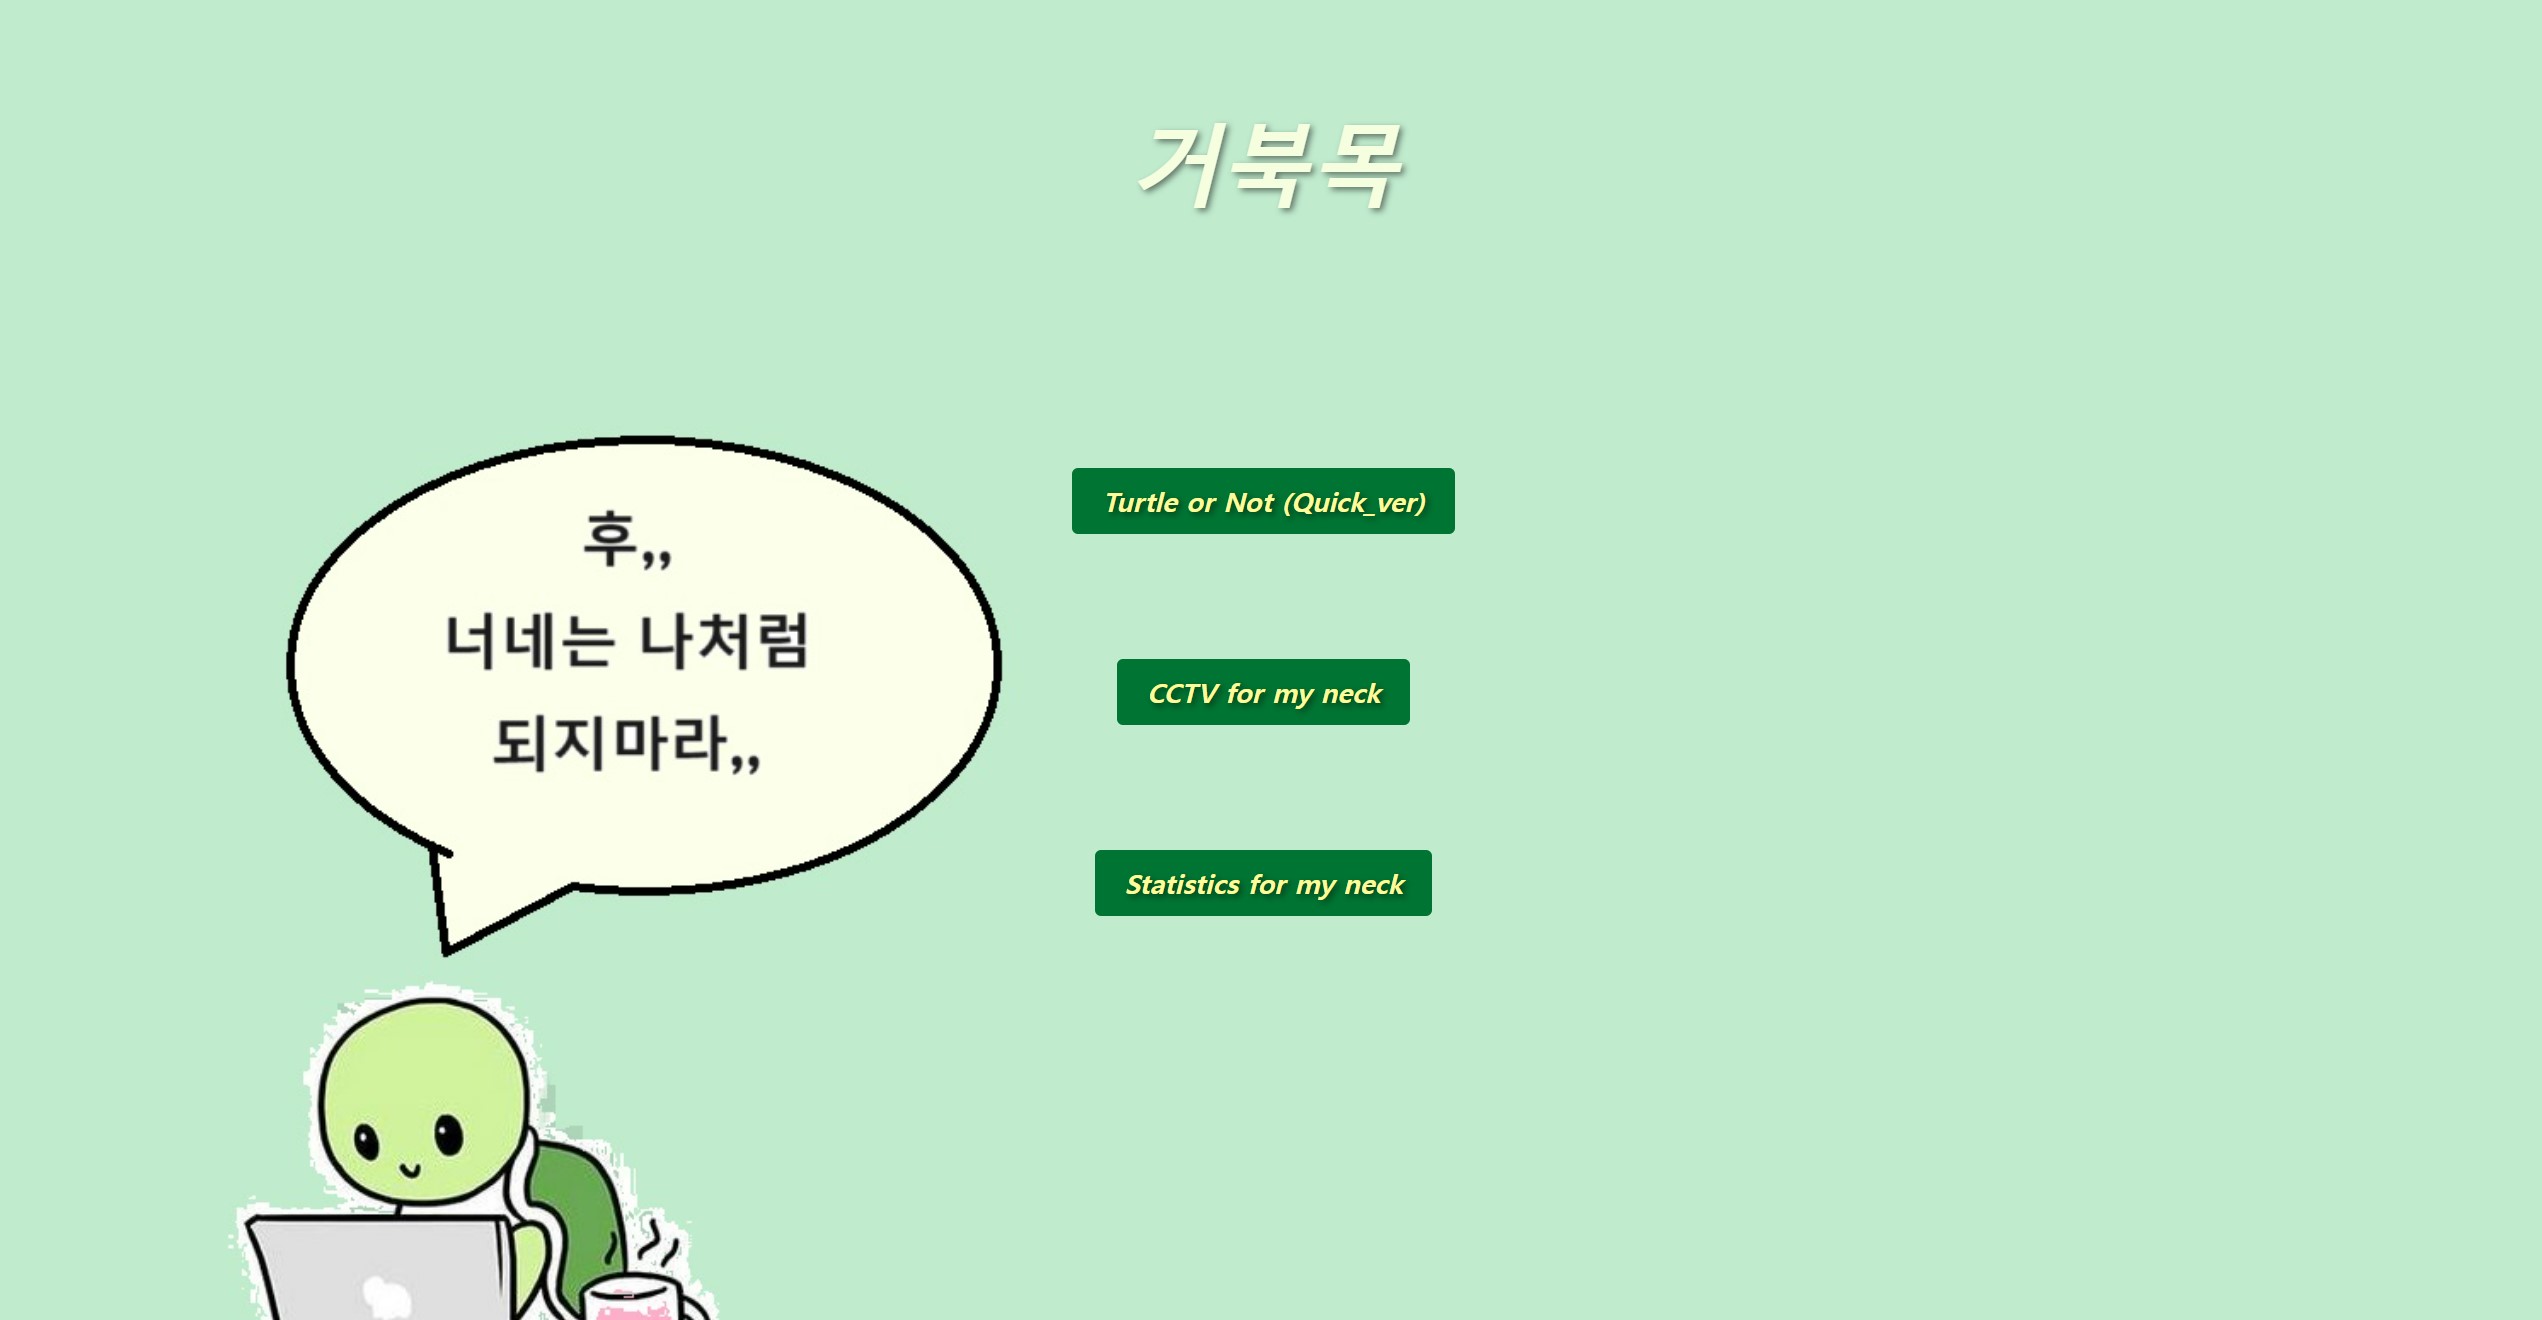 거북목
후,,
너네는 나처럼
되지마라,,
Turtle or Not (Quick_ver)
CCTV for my neck
Statistics for my neck